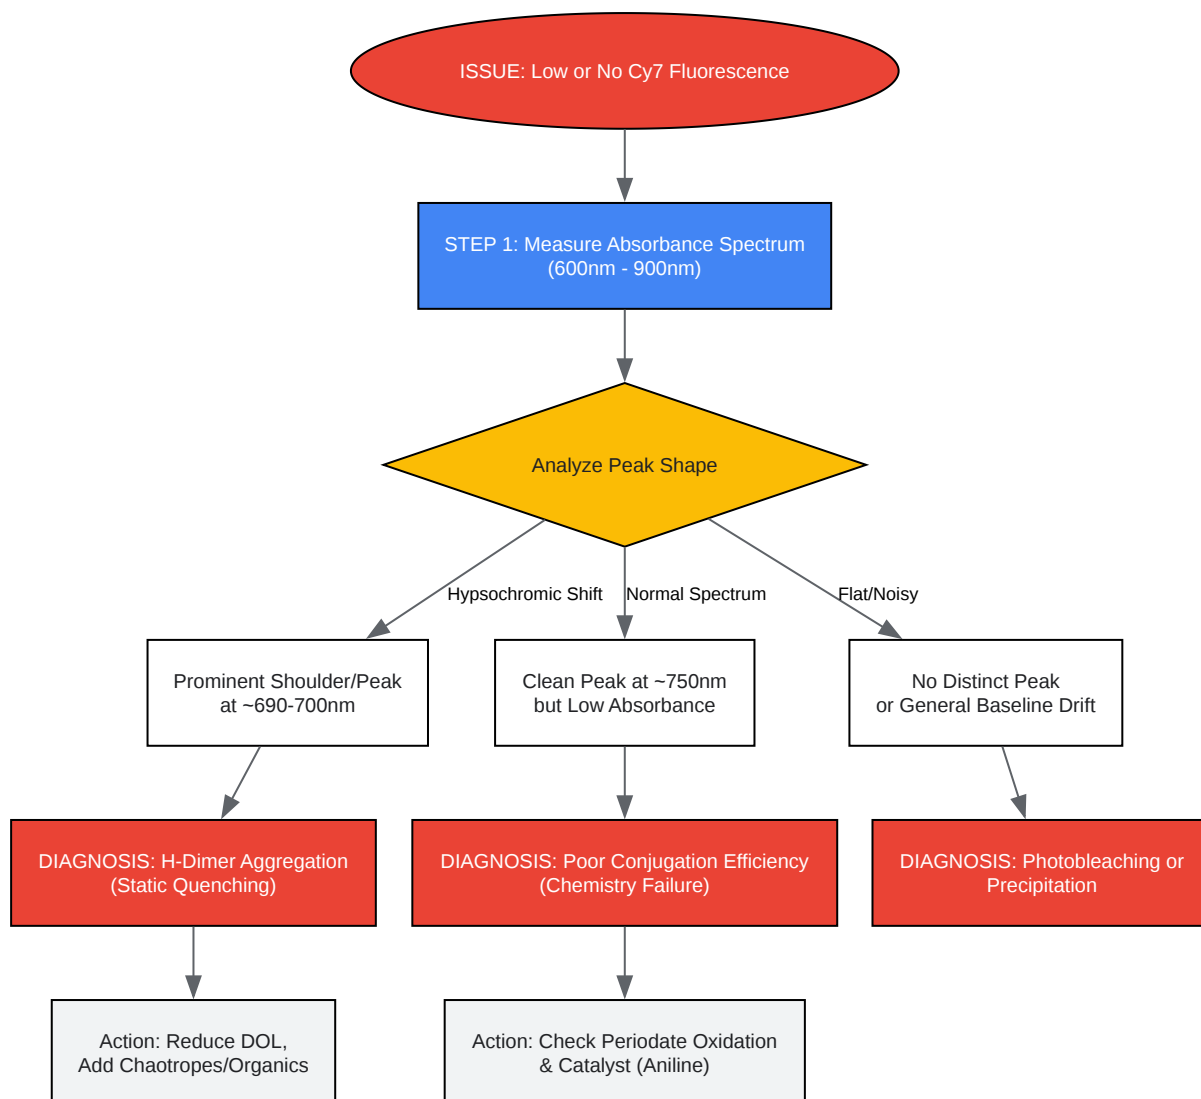 ISSUE: Low or No Cy7 Fluorescence
STEP 1: Measure Absorbance Spectrum
(600nm - 900nm)
Analyze Peak Shape
Hypsochromic Shift
Normal Spectrum
Flat/Noisy
Prominent Shoulder/Peak
at ~690-700nm
Clean Peak at ~750nm
but Low Absorbance
No Distinct Peak
or General Baseline Drift
DIAGNOSIS: H-Dimer Aggregation
(Static Quenching)
DIAGNOSIS: Poor Conjugation Efficiency
(Chemistry Failure)
DIAGNOSIS: Photobleaching or
Precipitation
Action: Reduce DOL,
Add Chaotropes/Organics
Action: Check Periodate Oxidation
& Catalyst (Aniline)